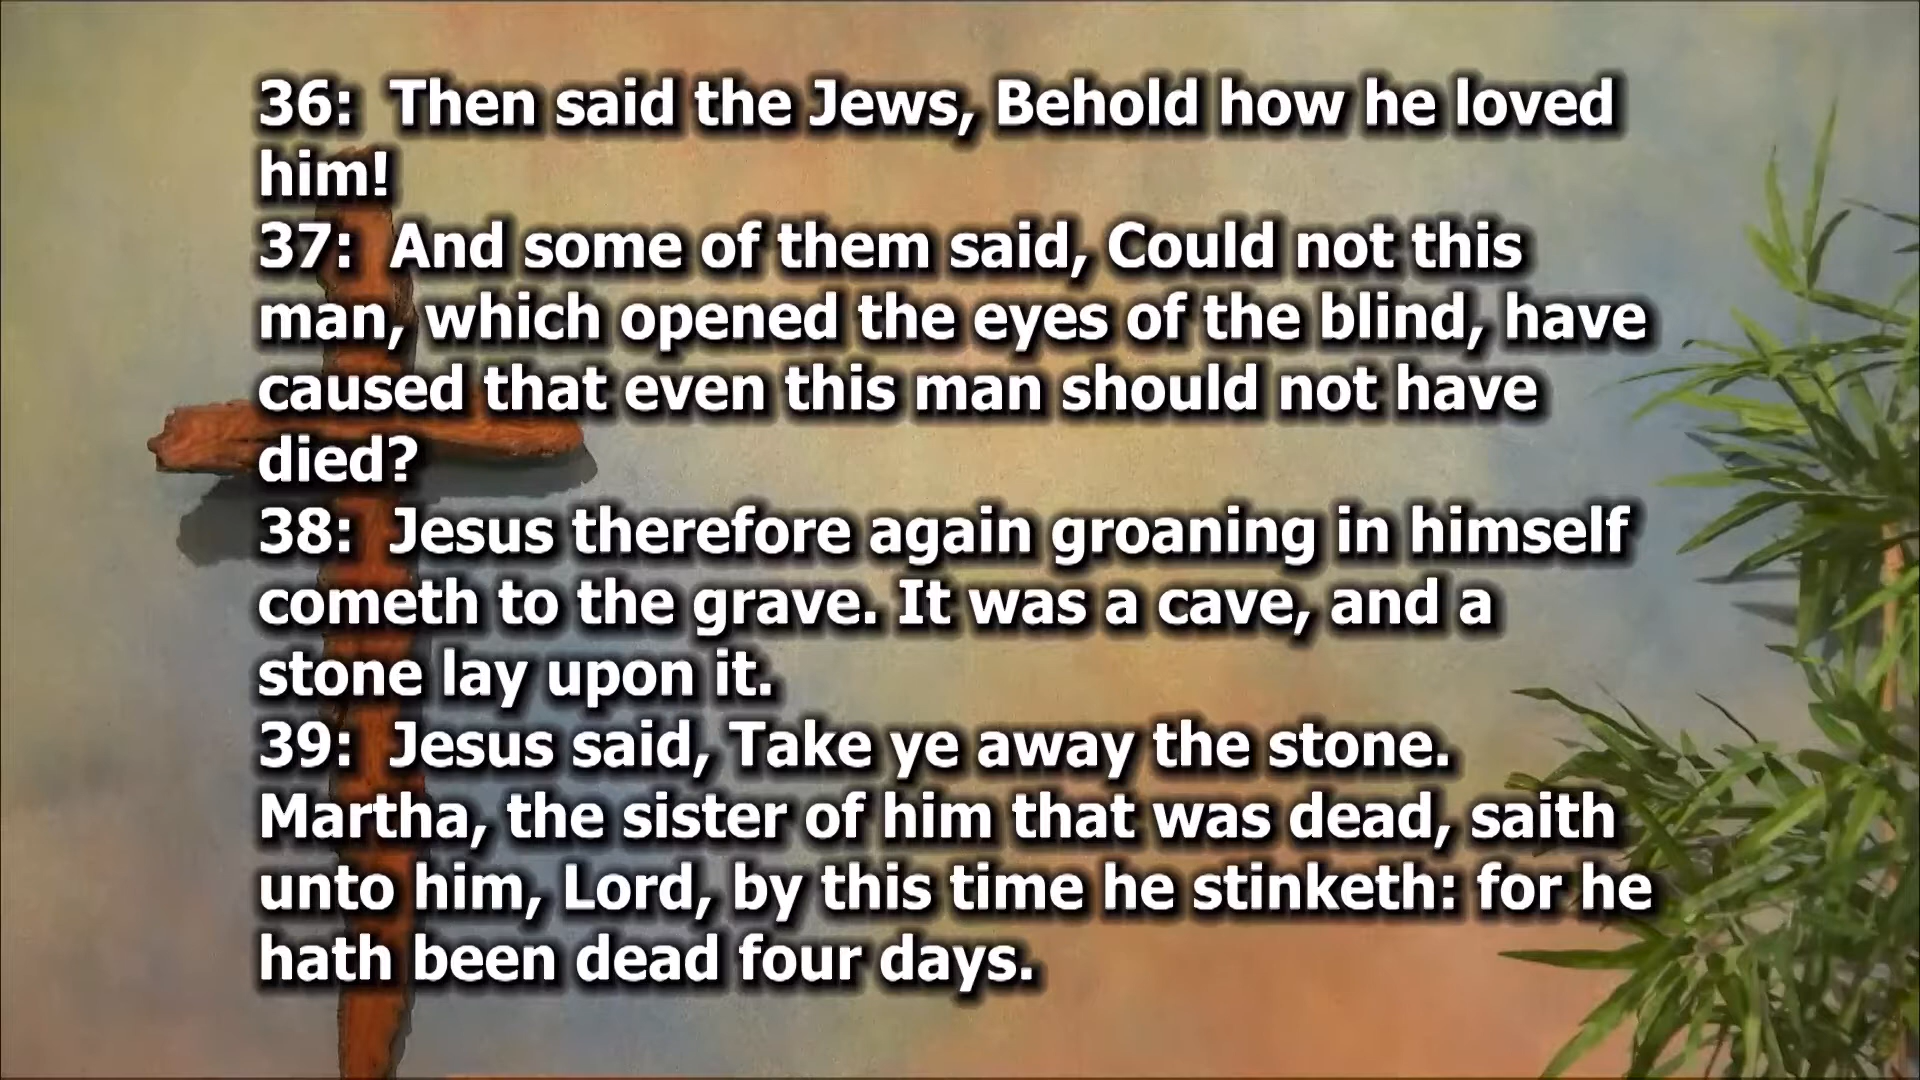 36:  Then said the Jews, Behold how he loved
him!
37:  And some of them said, Could not this
man, which opened the eyes of the blind, have
caused that even this man should not have
died?
38:  Jesus therefore again groaning in himself
cometh to the grave. It was a cave, and a
stone lay upon it.
39:  Jesus said, Take ye away the stone.
Martha, the sister of him that was dead, saith
unto him, Lord, by this time he stinketh: for he
hath been dead four days.